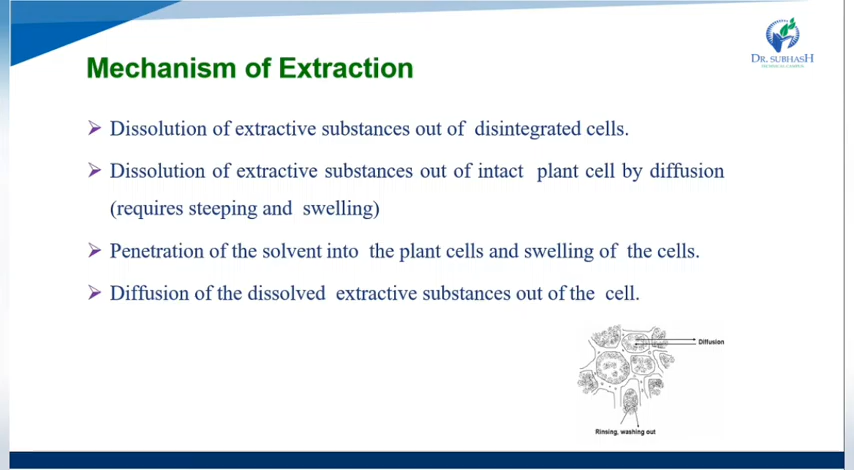 DR. SUBHASH
Mechanism of Extraction
Dissolution of extractive substances out of disintegrated cells.
Dissolution of extractive substances out of intact plant cell by diffusion
(requires steeping and swelling)
Penetration of the solvent into the plant cells and swelling of the cells.
Diffusion of the dissolved extractive substances out of the cell.
Diffusion
Rinsing, washing out